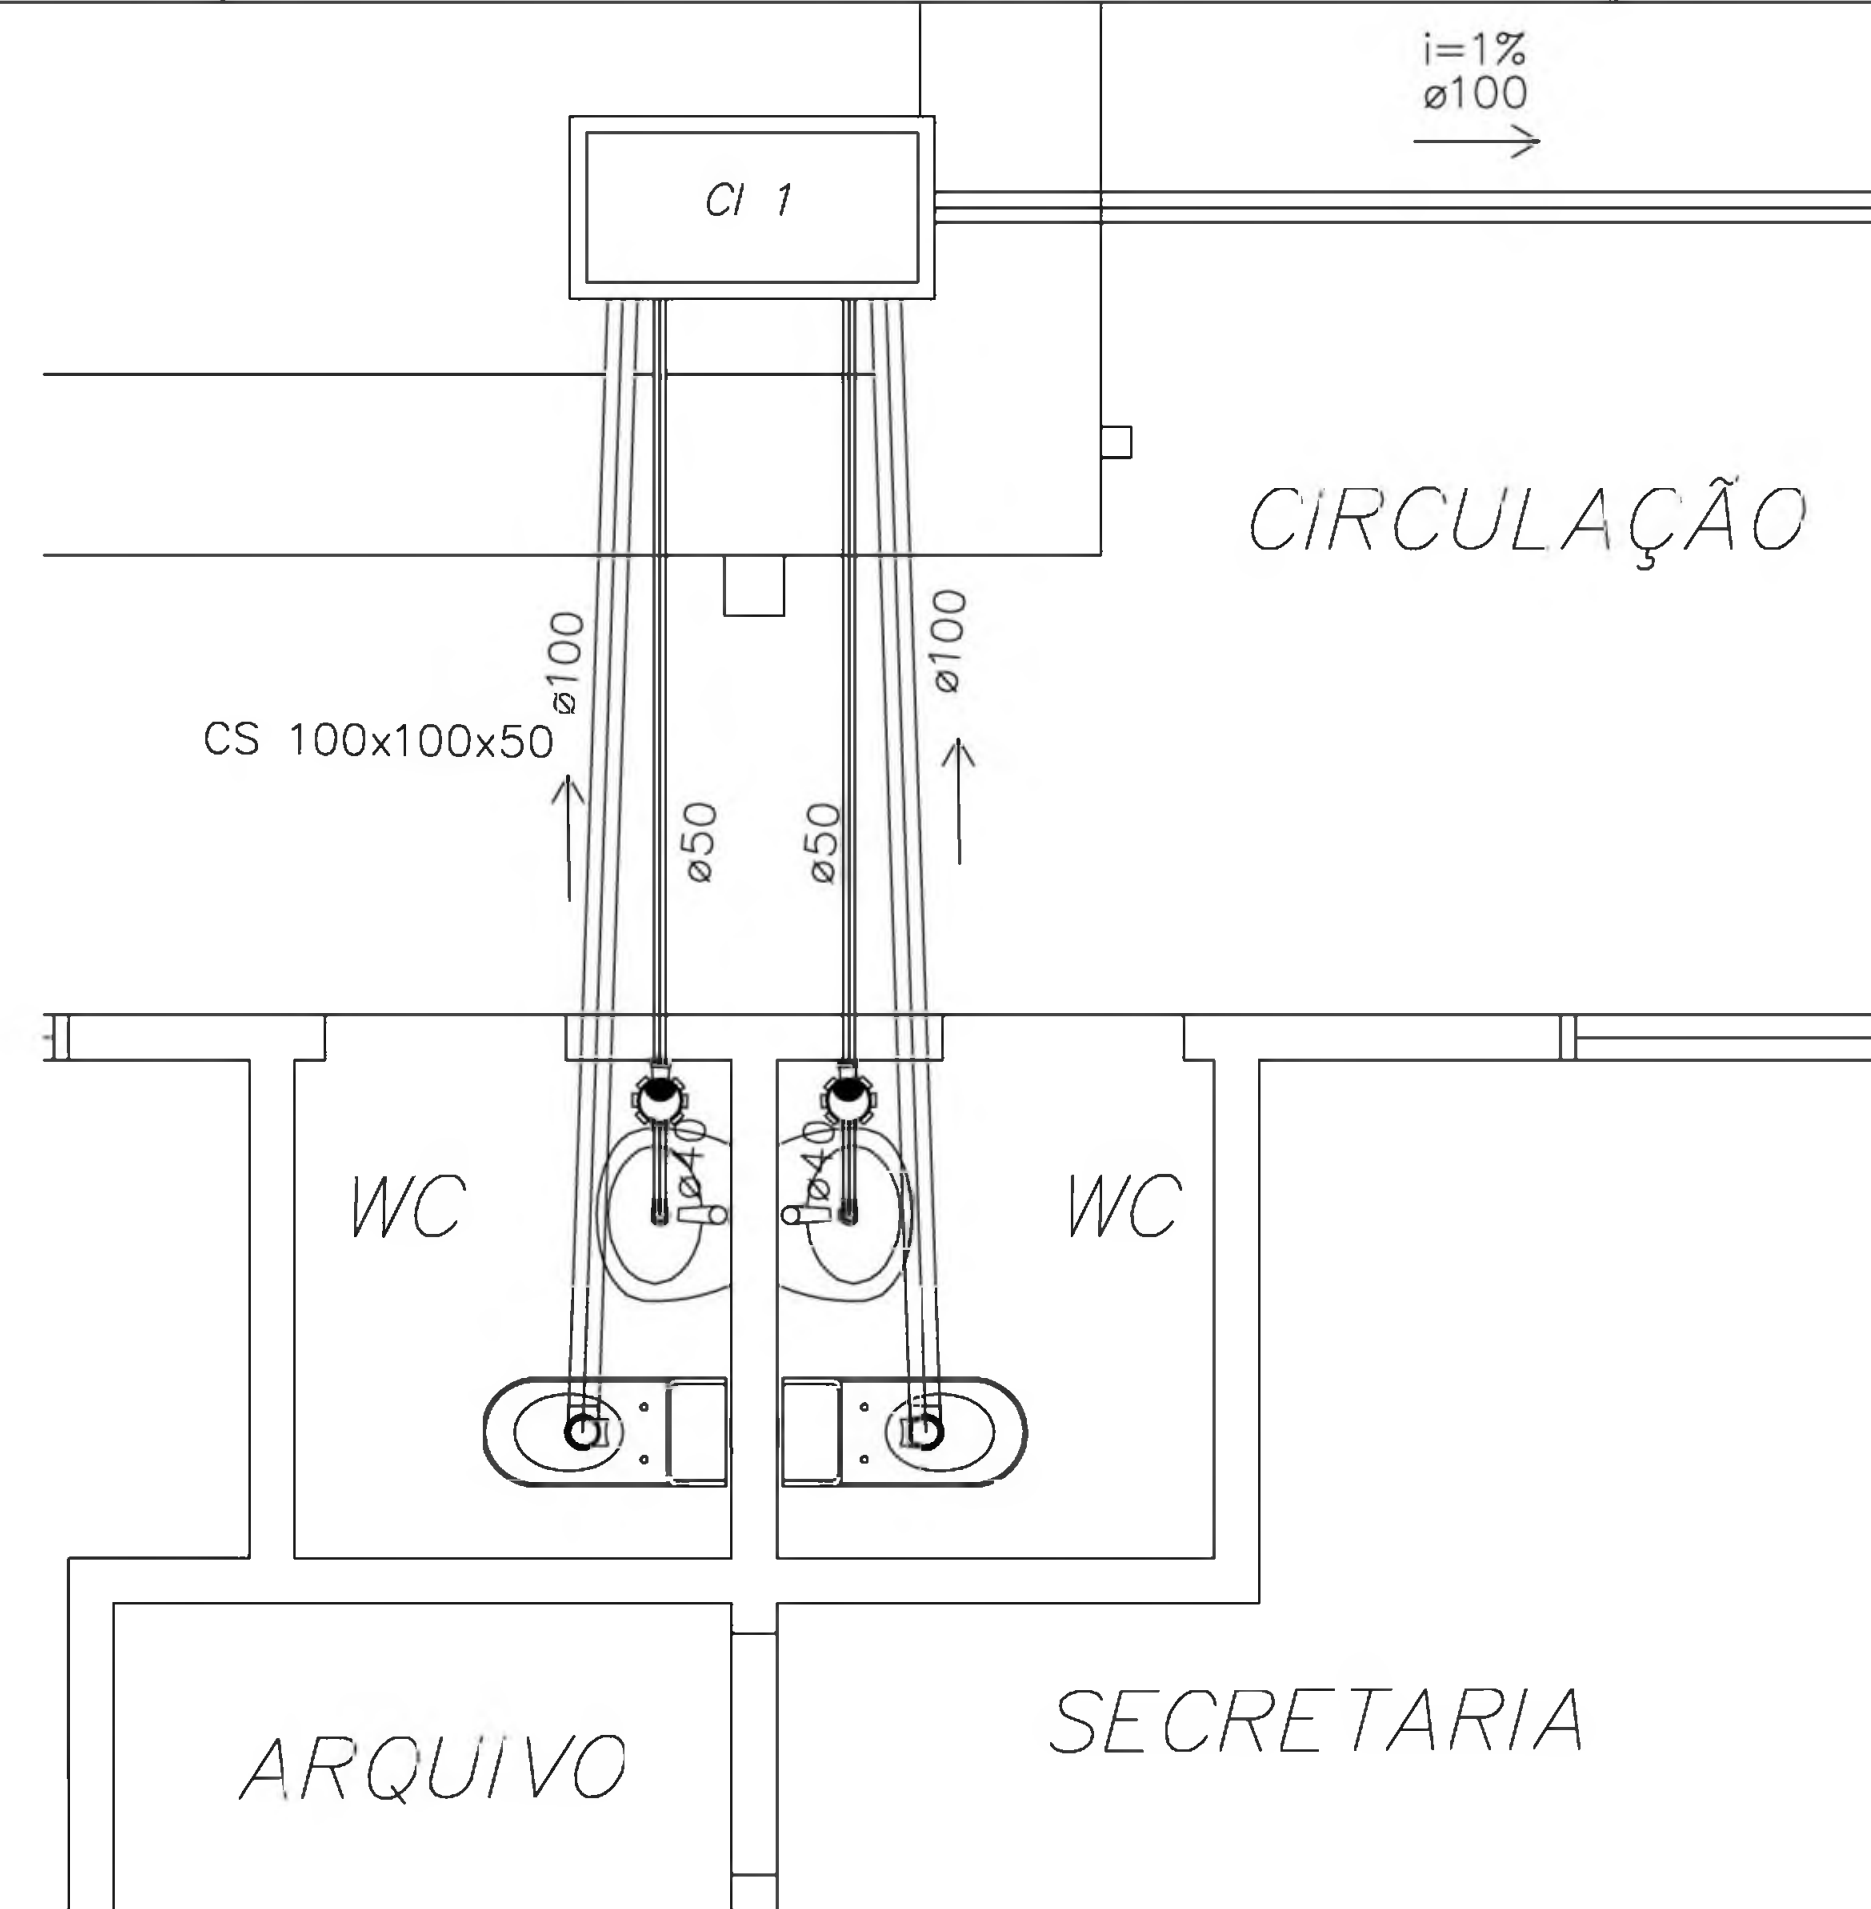 i=1%
ø100
CI 1
CIRCULAÇÃO
ø100
ø100
CS 100x100x50
ø50
ø50
ø40
ø40
WC
WC
SECRETARIA
ARQUIVO